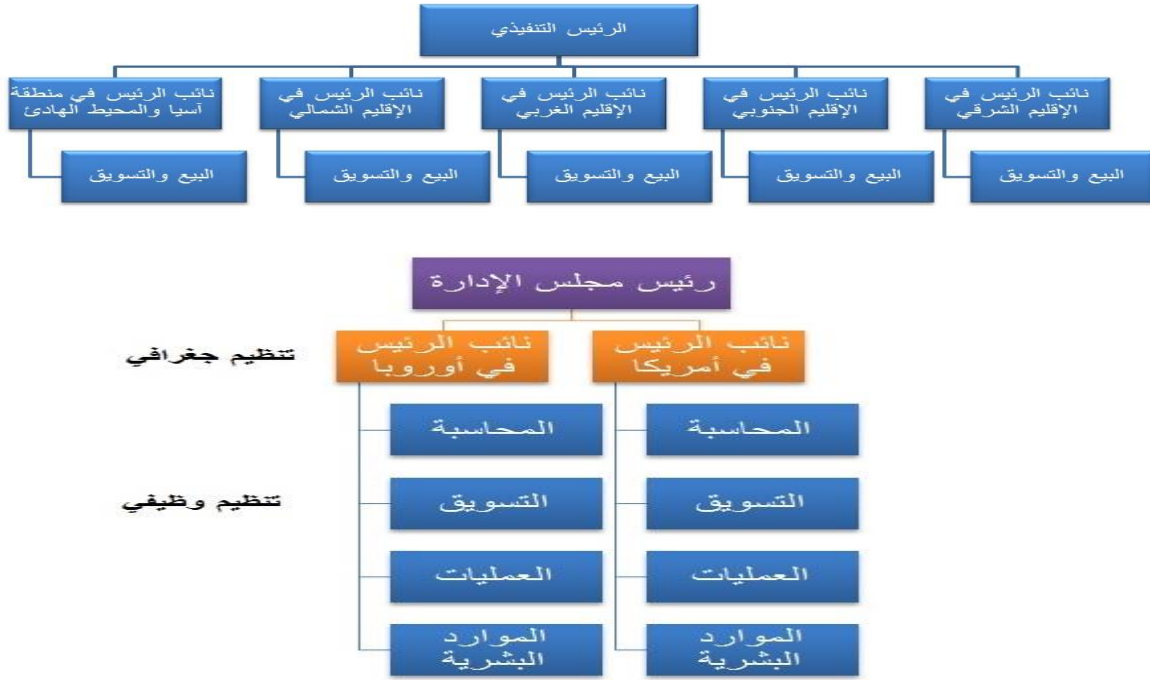 الرئيس التنفيذي
نائب الرئيس في الإقليم الشرقي
نائب الرئيس في الإقليم الجنوبي
نائب الرئيس في الإقليم الغربي
نائب الرئيس في الإقليم الشمالي
نائب الرئيس في منطقة آسيا والمحيط الهادئ
البيع والتسويق
البيع والتسويق
البيع والتسويق
البيع والتسويق
البيع والتسويق
رئيس مجلس الإدارة
نائب الرئيس في أمريكا
نائب الرئيس في أوروبا
تنظيم جغرافي
المحاسبة
المحاسبة
التسويق
التسويق
تنظيم وظيفي
العمليات
العمليات
الموارد البشرية
الموارد البشرية